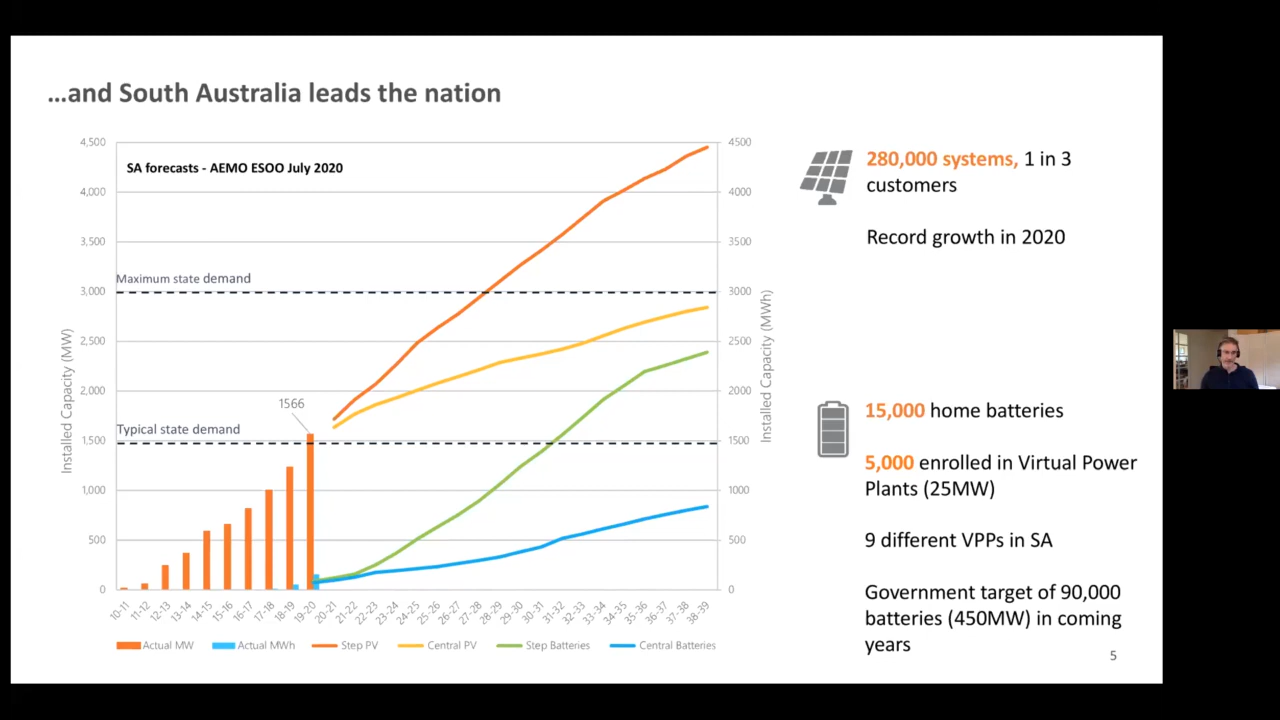 ...and South Australia leads the nation
SA forecasts - AEMO ESOO July 2020
4,500
4,000
3,500
3,000
2,500
2,000
1,500
1,000
500
0
Installed Capacity (MW)
Maximum state demand
Typical state demand
1566
4500
4000
3500
3000
2500
2000
1500
1000
500
0
Installed Capacity (MWh)
10-11
11-12
12-13
13-14
14-15
15-16
16-17
17-18
18-19
19-20
20-21
21-22
22-23
23-24
24-25
25-26
26-27
27-28
28-29
29-30
30-31
31-32
32-33
33-34
34-35
35-36
36-37
37-38
38-39
Actual MW
Actual MWh
Step PV
Central PV
Step Batteries
Central Batteries
280,000 systems, 1 in 3
customers
Record growth in 2020
15,000 home batteries
5,000 enrolled in Virtual Power
Plants (25MW)
9 different VPPs in SA
Government target of 90,000
batteries (450MW) in coming
years
5